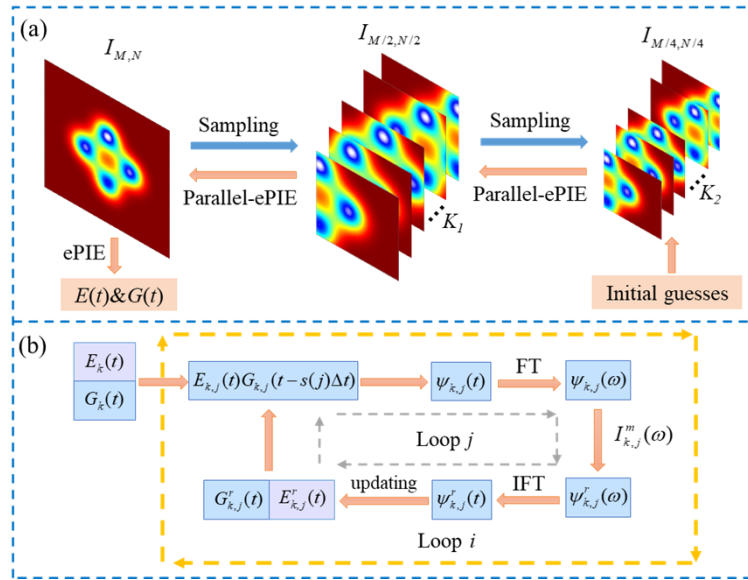 (a)
I_{M,N}
I_{M/2,N/2}
I_{M/4,N/4}
Sampling
Sampling
Parallel-ePIE
Parallel-ePIE
K_1
K_2
ePIE
E(t)&G(t)
Initial guesses
(b)
E_k(t)
G_k(t)
E_{k,j}(t)G_{k,j}(t−s(j)Δt)
ψ_{k,j}(t)
FT
ψ_{k,j}(ω)
Loop j
I^m_{k,j}(ω)
G^r_{k,j}(t)
E^r_{k,j}(t)
updating
ψ^r_{k,j}(t)
IFT
ψ^r_{k,j}(ω)
Loop i